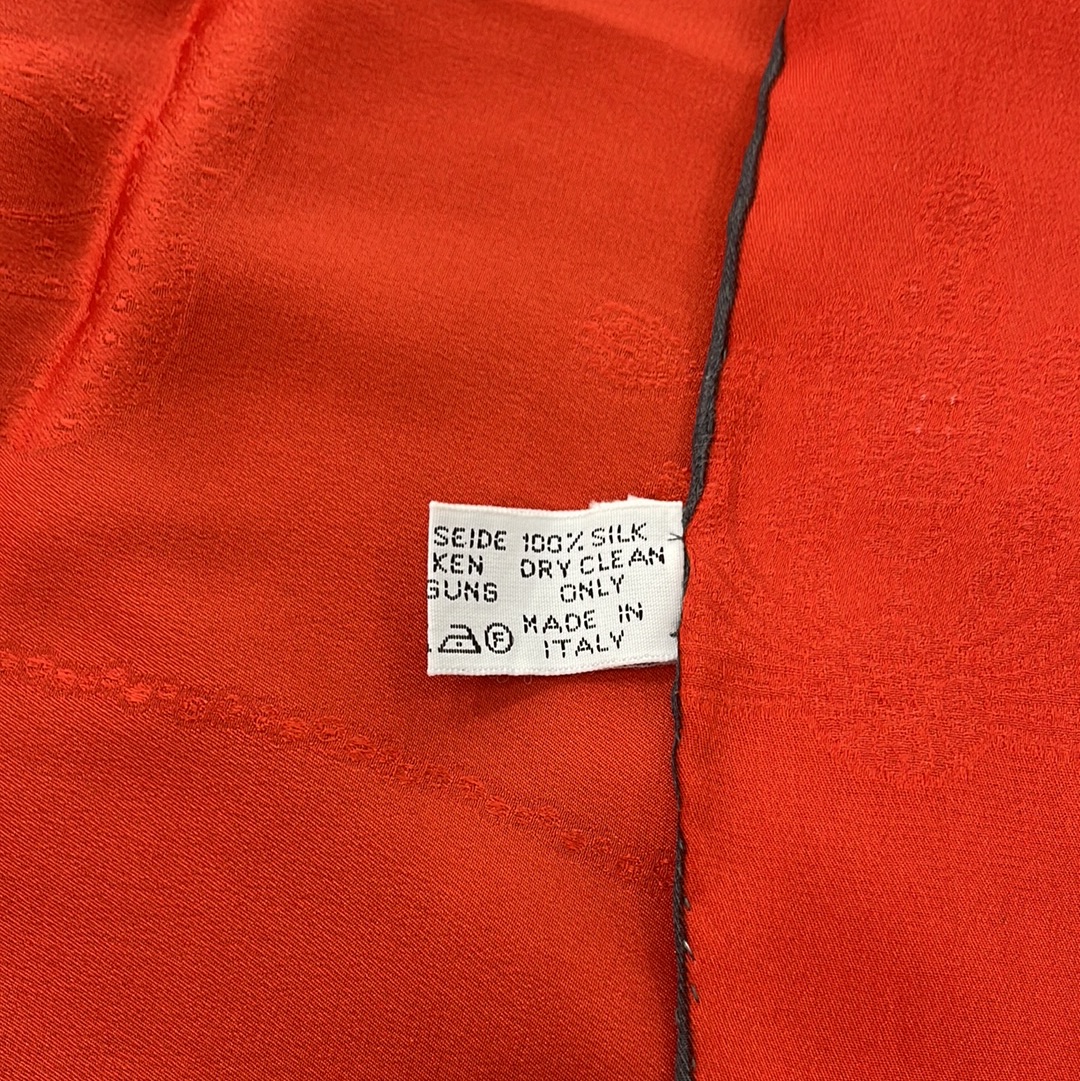 SEIDE 100% SILK
KEN DRY CLEAN
GUNS ONLY
MADE IN
F ITALY